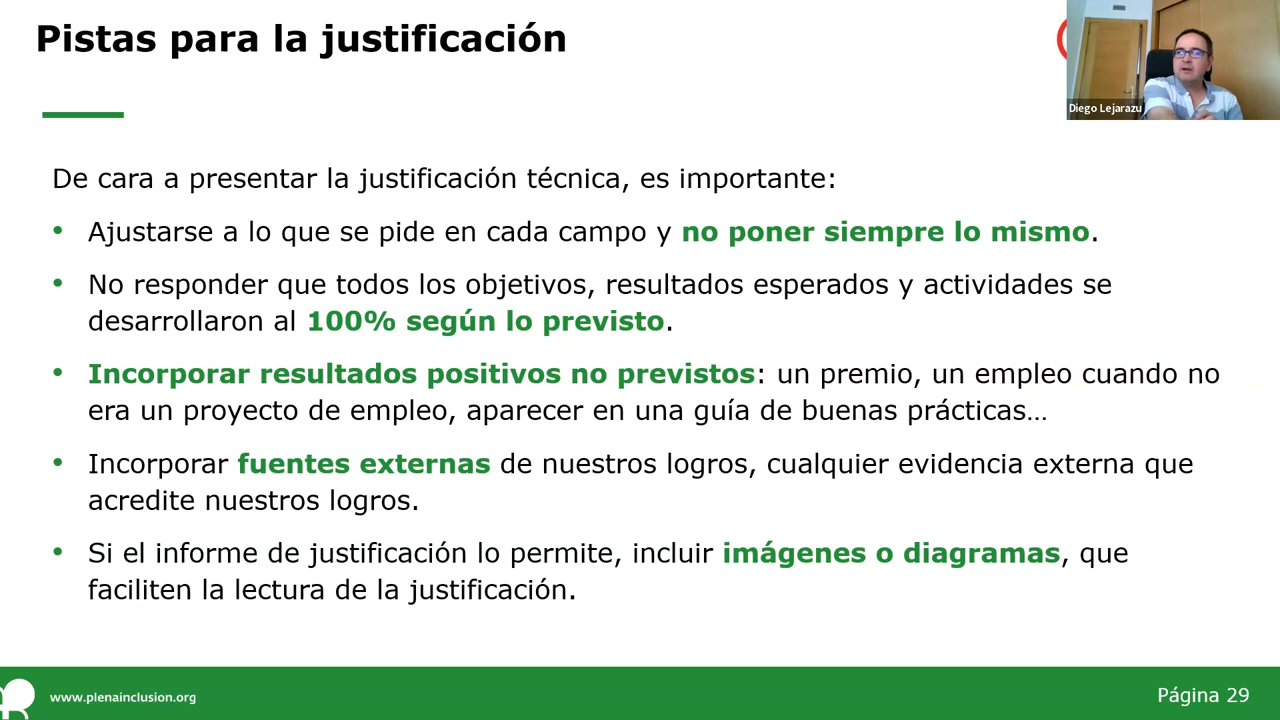 Pistas para la justificación
Diego Lejarazu
De cara a presentar la justificación técnica, es importante:
• Ajustarse a lo que se pide en cada campo y no poner siempre lo mismo.
• No responder que todos los objetivos, resultados esperados y actividades se
desarrollaron al 100% según lo previsto.
• Incorporar resultados positivos no previstos: un premio, un empleo cuando no
era un proyecto de empleo, aparecer en una guía de buenas prácticas…
• Incorporar fuentes externas de nuestros logros, cualquier evidencia externa que
acredite nuestros logros.
• Si el informe de justificación lo permite, incluir imágenes o diagramas, que
faciliten la lectura de la justificación.
www.plenainclusion.org
Página 29